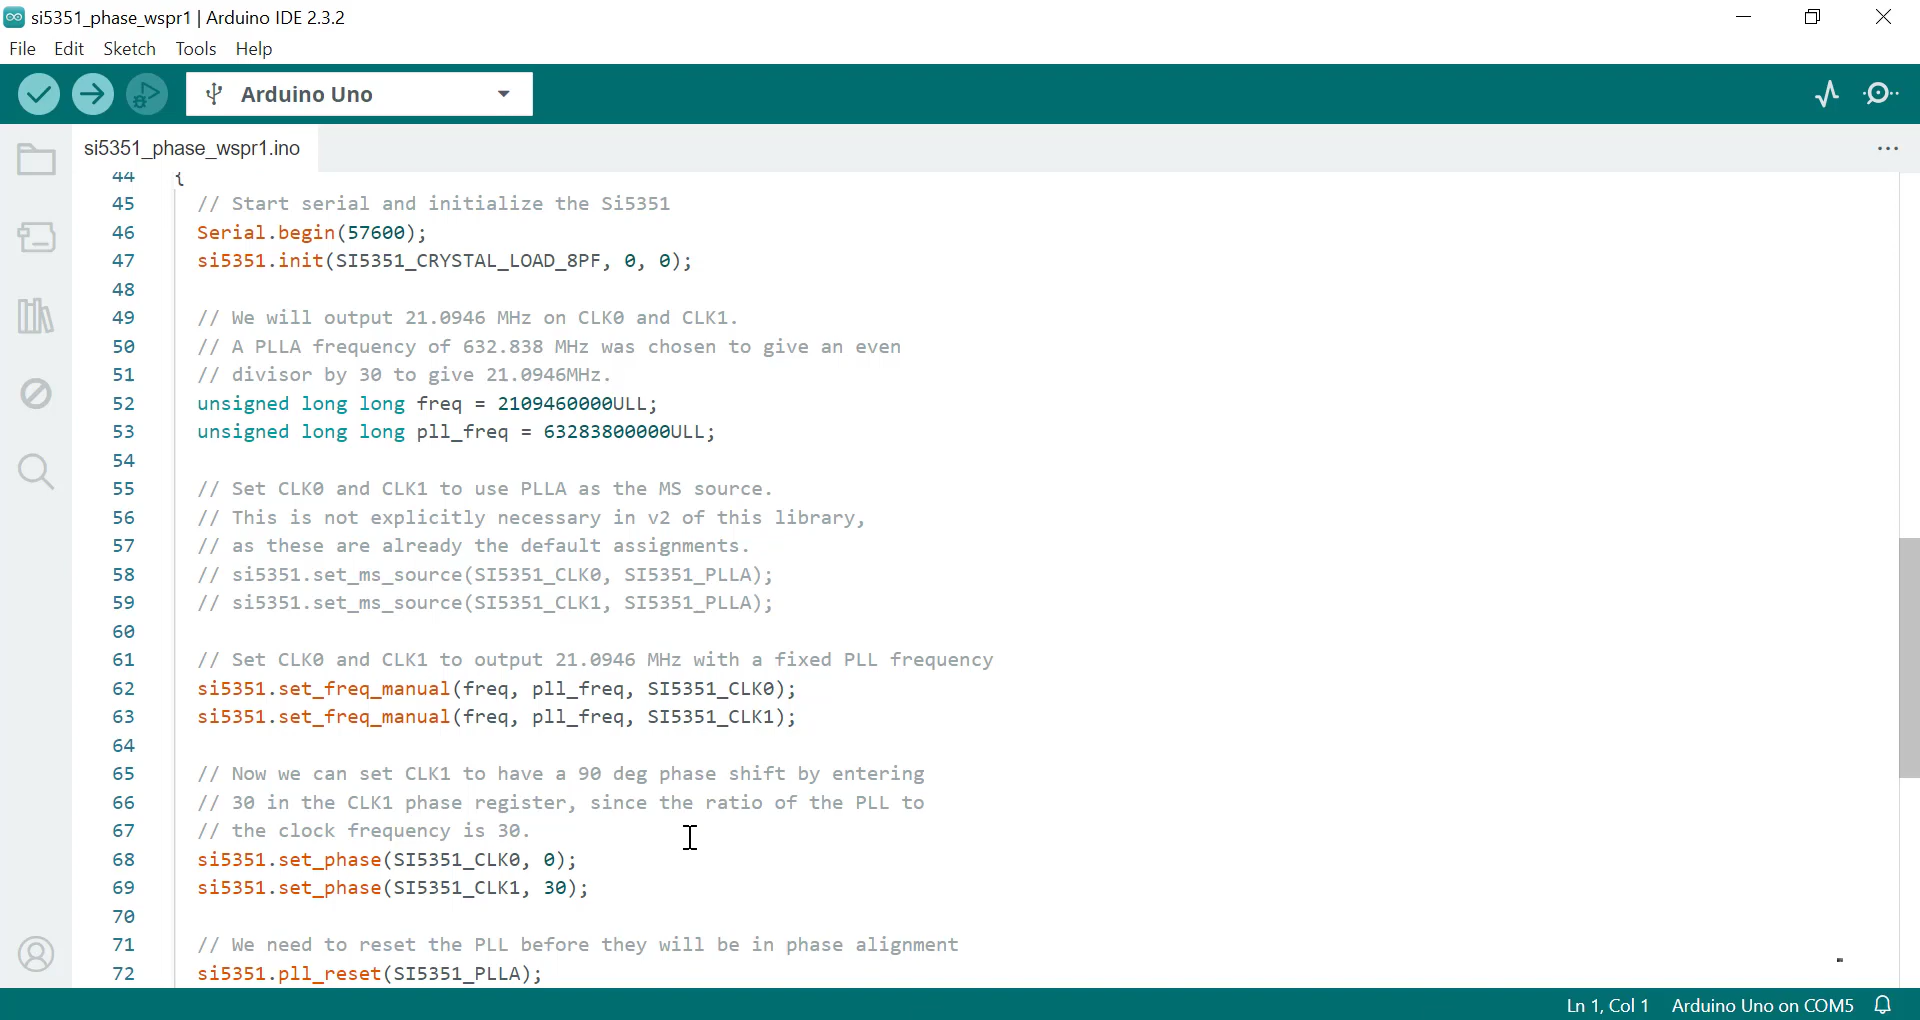 si5351_phase_wspr1 | Arduino IDE 2.3.2
File Edit Sketch Tools Help
Arduino Uno
si5351_phase_wspr1.ino
44 {
45 // Start serial and initialize the Si5351
46 Serial.begin(57600);
47 si5351.init(SI5351_CRYSTAL_LOAD_8PF, 0, 0);
48
49 // We will output 21.0946 MHz on CLK0 and CLK1.
50 // A PLLA frequency of 632.838 MHz was chosen to give an even
51 // divisor by 30 to give 21.0946MHz.
52 unsigned long long freq = 2109460000ULL;
53 unsigned long long pll_freq = 63283800000ULL;
54
55 // Set CLK0 and CLK1 to use PLLA as the MS source.
56 // This is not explicitly necessary in v2 of this library,
57 // as these are already the default assignments.
58 // si5351.set_ms_source(SI5351_CLK0, SI5351_PLLA);
59 // si5351.set_ms_source(SI5351_CLK1, SI5351_PLLA);
60
61 // Set CLK0 and CLK1 to output 21.0946 MHz with a fixed PLL frequency
62 si5351.set_freq_manual(freq, pll_freq, SI5351_CLK0);
63 si5351.set_freq_manual(freq, pll_freq, SI5351_CLK1);
64
65 // Now we can set CLK1 to have a 90 deg phase shift by entering
66 // 30 in the CLK1 phase register, since the ratio of the PLL to
67 // the clock frequency is 30.
68 si5351.set_phase(SI5351_CLK0, 0);
69 si5351.set_phase(SI5351_CLK1, 30);
70
71 // We need to reset the PLL before they will be in phase alignment
72 si5351.pll_reset(SI5351_PLLA);
Ln 1, Col 1 Arduino Uno on COM5